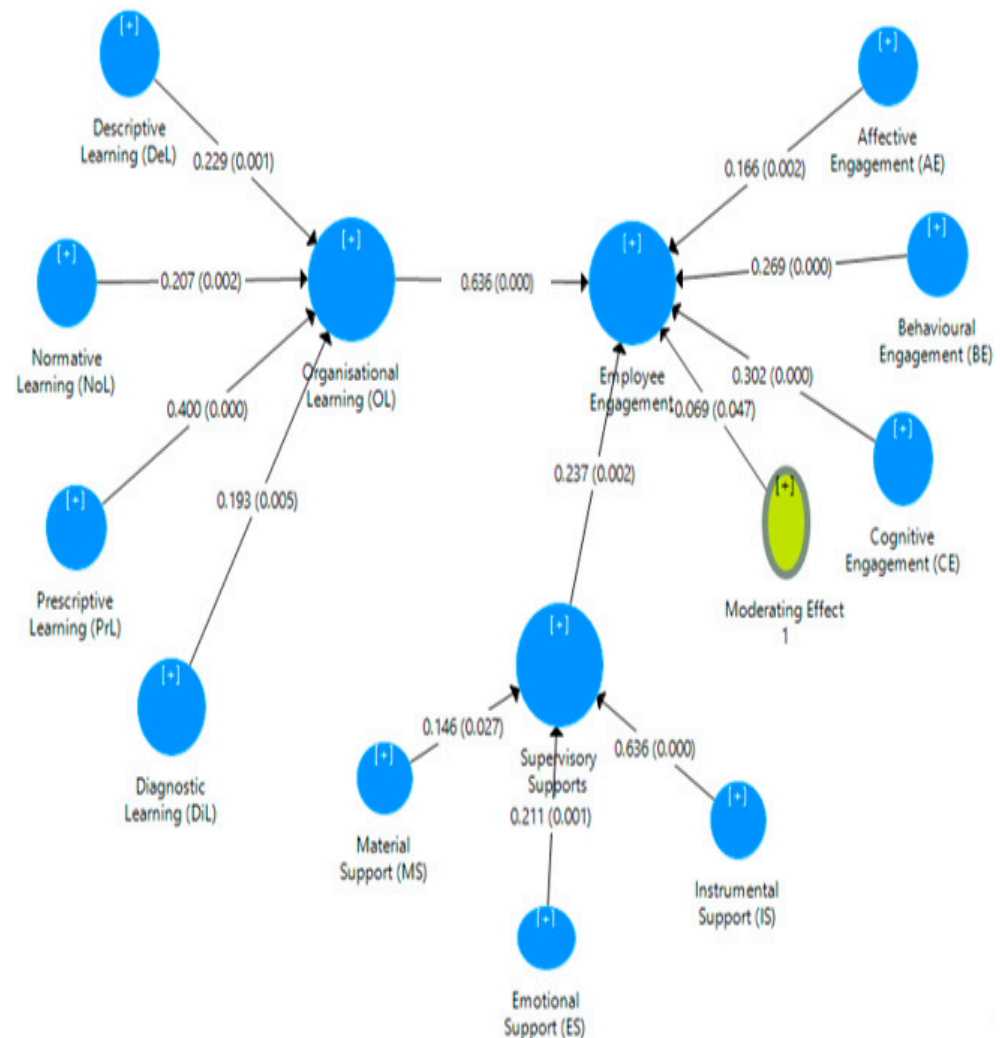 [+]
Descriptive
Learning (DeL)
0.229 (0.001)
[+]
Normative
Learning (NoL)
0.207 (0.002)
[+]
Prescriptive
Learning (PrL)
0.400 (0.000)
[+]
Diagnostic
Learning (DiL)
0.193 (0.005)
[+]
Organisational
Learning (OL)
0.636 (0.000)
[+]
Employee
Engagement
[+]
Affective
Engagement (AE)
0.166 (0.002)
[+]
Behavioural
Engagement (BE)
0.269 (0.000)
[+]
Cognitive
Engagement (CE)
0.302 (0.000)
[+]
Moderating Effect
1
0.069 (0.047)
0.237 (0.002)
[+]
Supervisory
Supports
0.146 (0.027)
[+]
Material
Support (MS)
0.211 (0.001)
[+]
Emotional
Support (ES)
0.636 (0.000)
[+]
Instrumental
Support (IS)